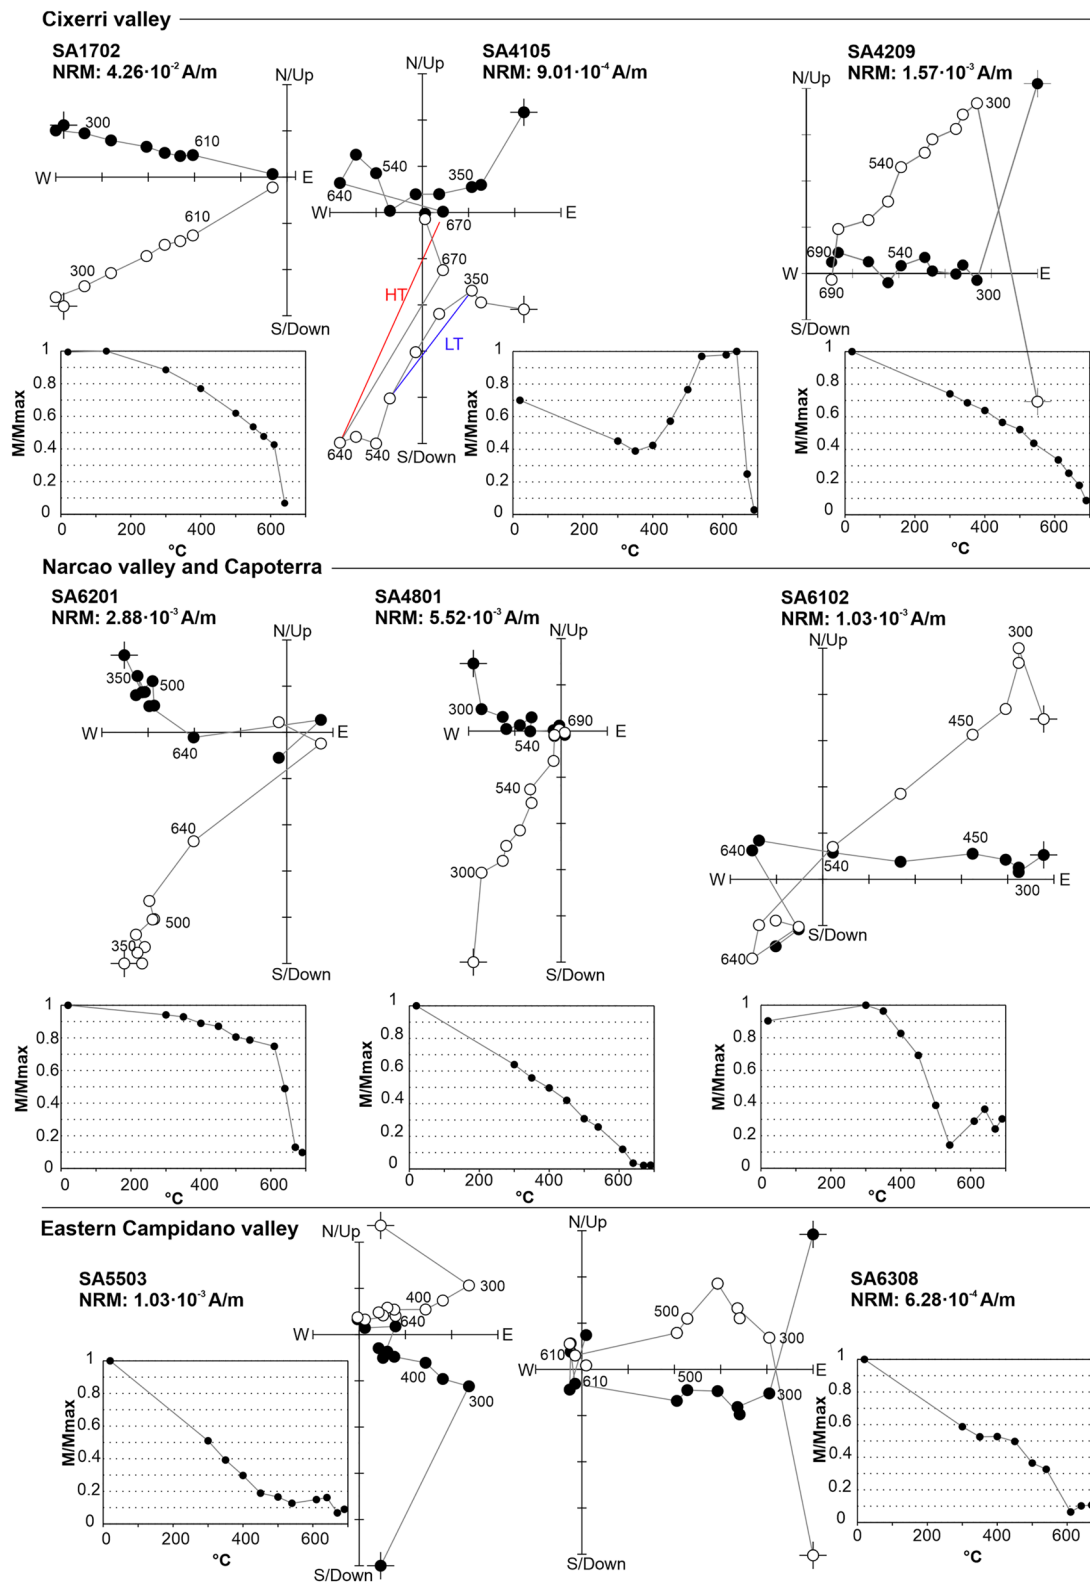 Cixerri valley
SA1702
NRM: 4.26·10⁻² A/m
N/Up
300
610
W
E
610
300
S/Down
SA4105
NRM: 9.01·10⁻⁴ A/m
N/Up
540
350
640
W
E
670
670
350
HT
LT
640
540
S/Down
SA4209
NRM: 1.57·10⁻³ A/m
N/Up
300
540
690
540
W
E
690
300
S/Down
M/Mmax
1
0.8
0.6
0.4
0.2
0
0
200
400
600
°C
M/Mmax
1
0.8
0.6
0.4
0.2
0
0
200
400
600
°C
M/Mmax
1
0.8
0.6
0.4
0.2
0
0
200
400
600
°C
Narcao valley and Capoterra
SA6201
NRM: 2.88·10⁻³ A/m
N/Up
350
500
W
E
640
640
500
350
S/Down
SA4801
NRM: 5.52·10⁻³ A/m
N/Up
300
690
W
E
540
540
300
S/Down
SA6102
NRM: 1.03·10⁻³ A/m
N/Up
300
450
450
640
540
W
E
300
S/Down
640
M/Mmax
1
0.8
0.6
0.4
0.2
0
0
200
400
600
°C
M/Mmax
1
0.8
0.6
0.4
0.2
0
0
200
400
600
°C
M/Mmax
1
0.8
0.6
0.4
0.2
0
0
200
400
600
°C
Eastern Campidano valley
SA5503
NRM: 1.03·10⁻³ A/m
N/Up
300
400
640
W
E
400
300
S/Down
N/Up
500
300
610
W
E
610
500
300
S/Down
SA6308
NRM: 6.28·10⁻⁴ A/m
M/Mmax
1
0.8
0.6
0.4
0.2
0
0
200
400
600
°C
M/Mmax
1
0.8
0.6
0.4
0.2
0
0
200
400
600
°C